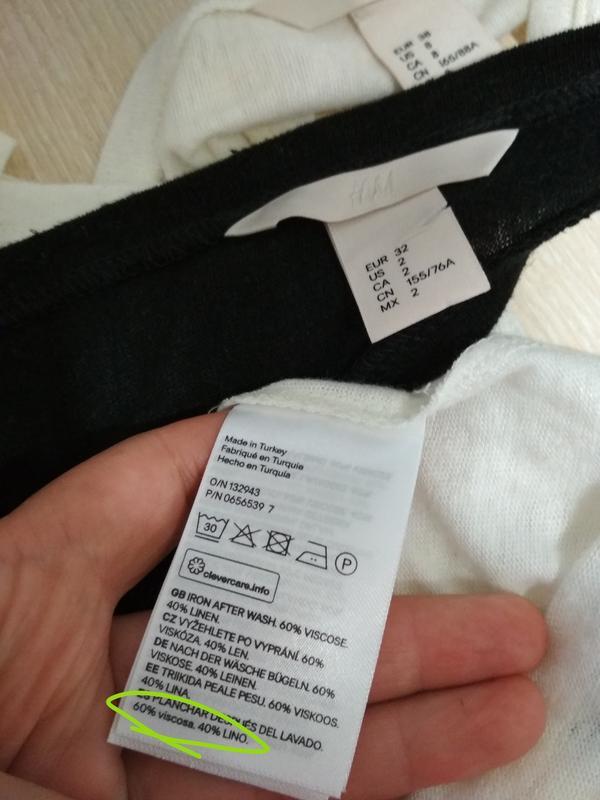 EUR 38
US 8
CA 8
CN 165/88A
H&M
EUR 32
US 2
CA 2
CN 155/76A
MX 2
Made in Turkey
Fabriqué en Turquie
Hecho en Turquía
O/N 132943
P/N 0656539 7
30
P
clevercare.info
GB IRON AFTER WASH. 60% VISCOSE.
40% LINEN.
CZ VYŽEHLETE PO VYPRÁNÍ. 60%
VISKÓZA. 40% LEN.
DE NACH DER WÄSCHE BÜGELN. 60%
VISKOSE. 40% LEINEN.
EE TRIIKIDA PEALE PESU. 60% VISKOOS.
40% LINA.
ES PLANCHAR DESPUÉS DEL LAVADO.
60% viscosa. 40% LINO.